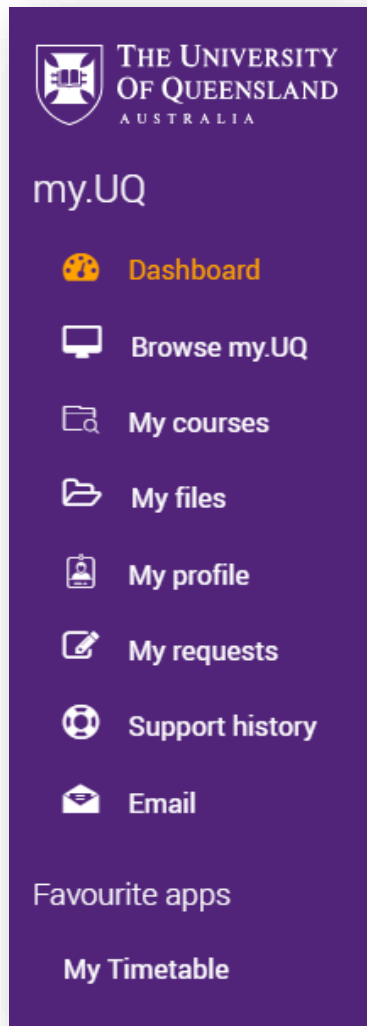 THE UNIVERSITY
OF QUEENSLAND
AUSTRALIA
my.UQ
Dashboard
Browse my.UQ
My courses
My files
My profile
My requests
Support history
Email
Favourite apps
My Timetable